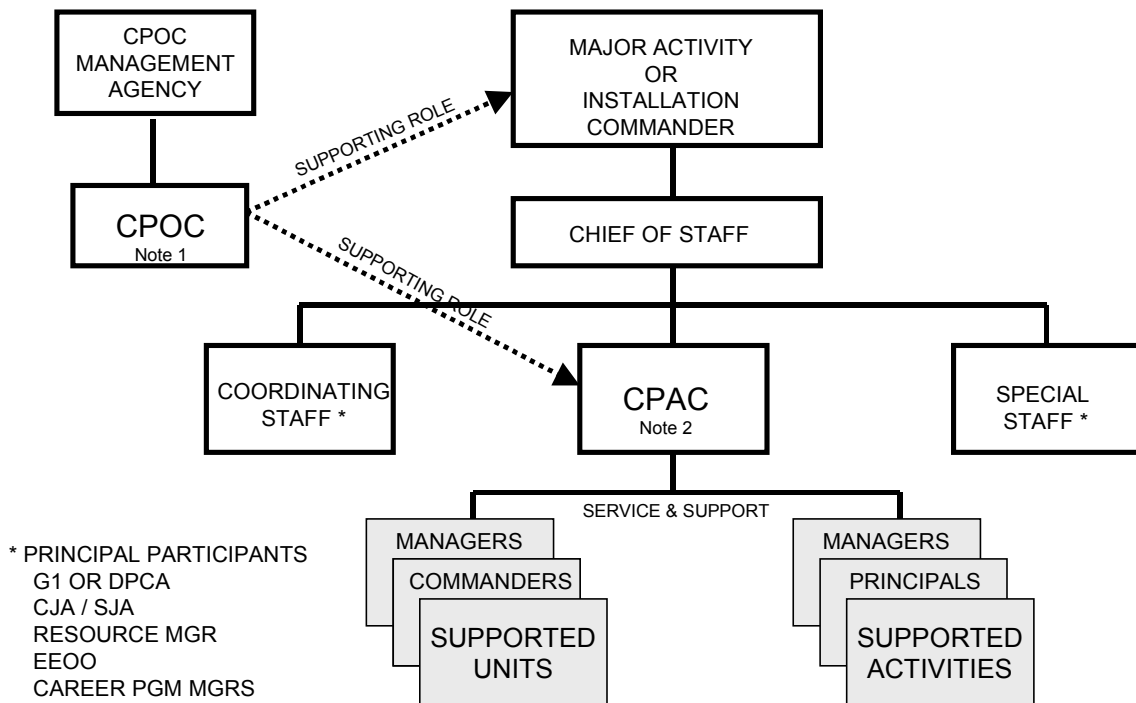 CPOC
MANAGEMENT
AGENCY
MAJOR ACTIVITY
OR
INSTALLATION
COMMANDER
SUPPORTING ROLE
CPOC
Note 1
CHIEF OF STAFF
SUPPORTING ROLE
COORDINATING
STAFF *
CPAC
Note 2
SPECIAL
STAFF *
SERVICE & SUPPORT
MANAGERS
COMMANDERS
SUPPORTED
UNITS
MANAGERS
PRINCIPALS
SUPPORTED
ACTIVITIES
* PRINCIPAL PARTICIPANTS
G1 OR DPCA
CJA / SJA
RESOURCE MGR
EEOO
CAREER PGM MGRS